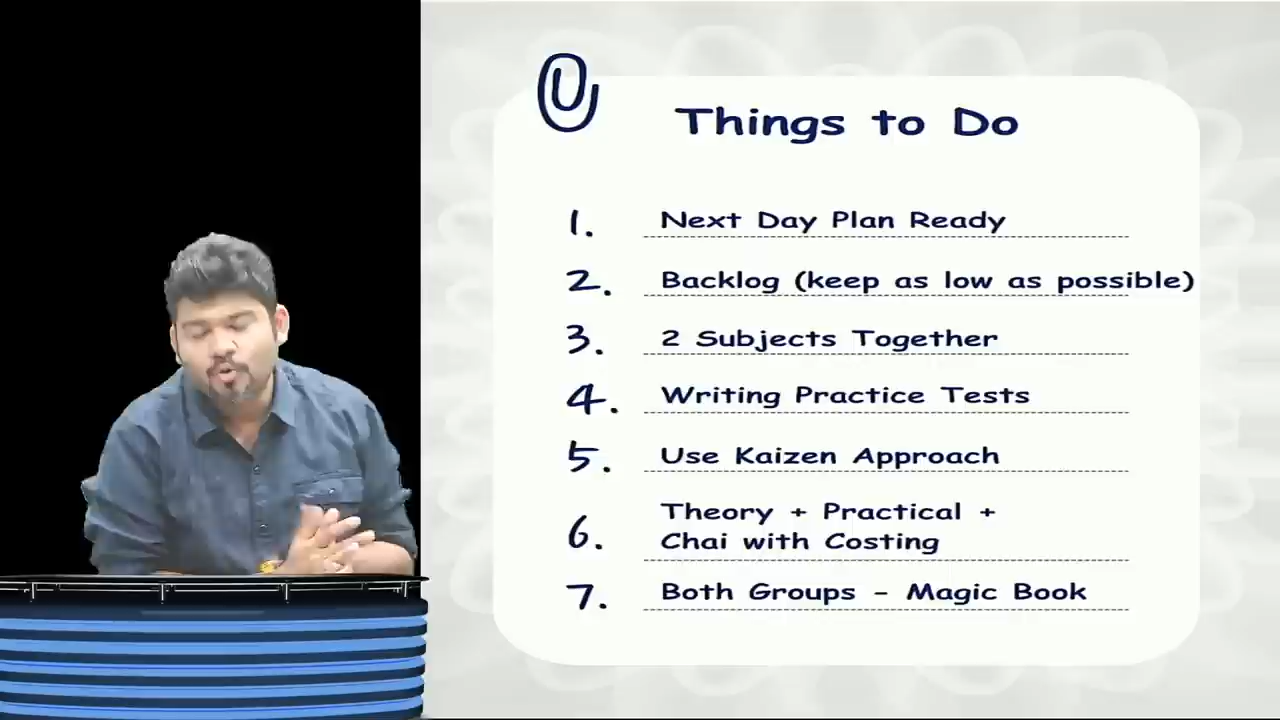 Things to Do
1. Next Day Plan Ready
2. Backlog (keep as low as possible)
3. 2 Subjects Together
4. Writing Practice Tests
5. Use Kaizen Approach
6. Theory + Practical +
Chai with Costing
7. Both Groups - Magic Book